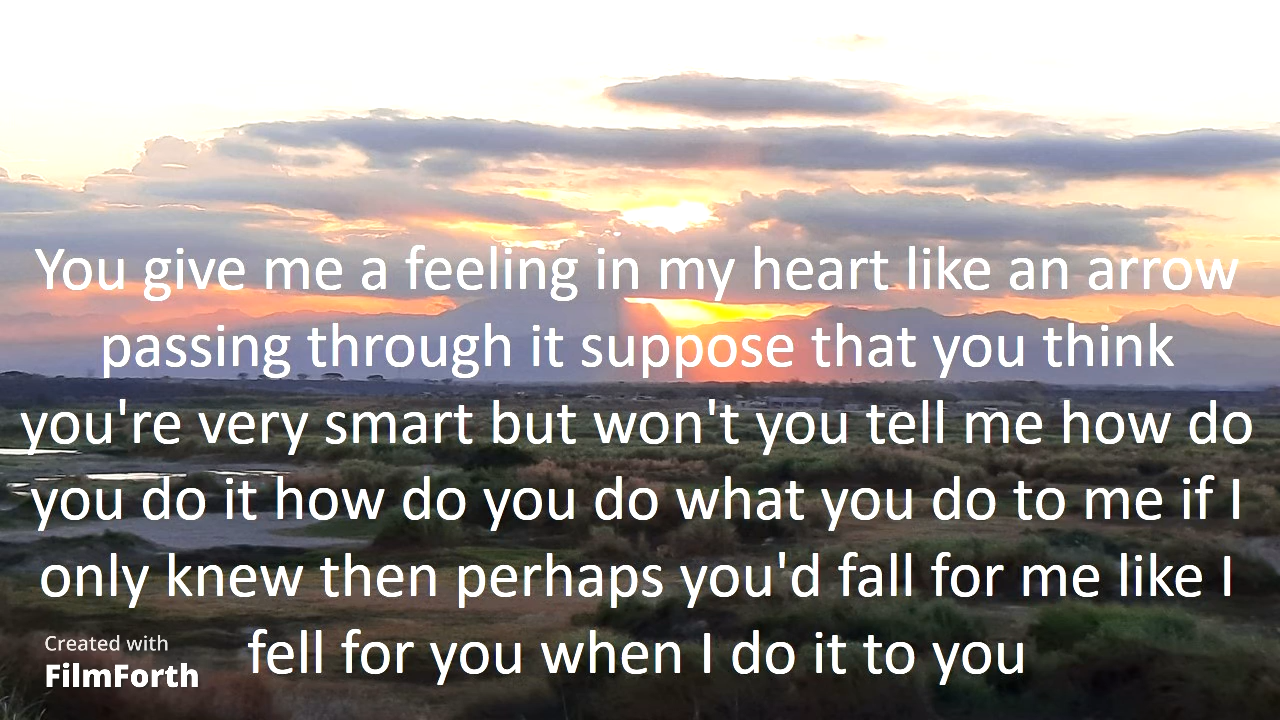 You give me a feeling in my heart like an arrow
passing through it suppose that you think
you're very smart but won't you tell me how do
you do it how do you do what you do to me if I
only knew then perhaps you'd fall for me like I
fell for you when I do it to you
Created with
FilmForth